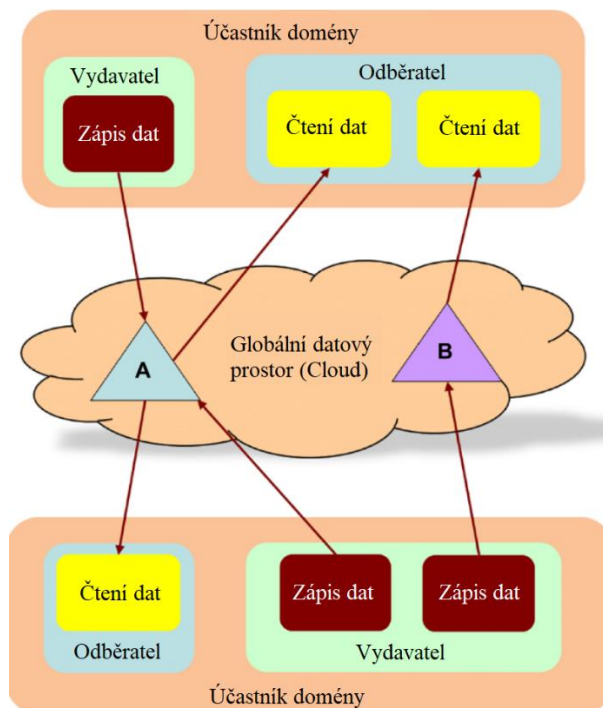 Účastník domény
Vydavatel
Odběratel
Zápis dat
Čtení dat
Čtení dat
Globální datový
prostor (Cloud)
A
B
Čtení dat
Zápis dat
Zápis dat
Odběratel
Vydavatel
Účastník domény